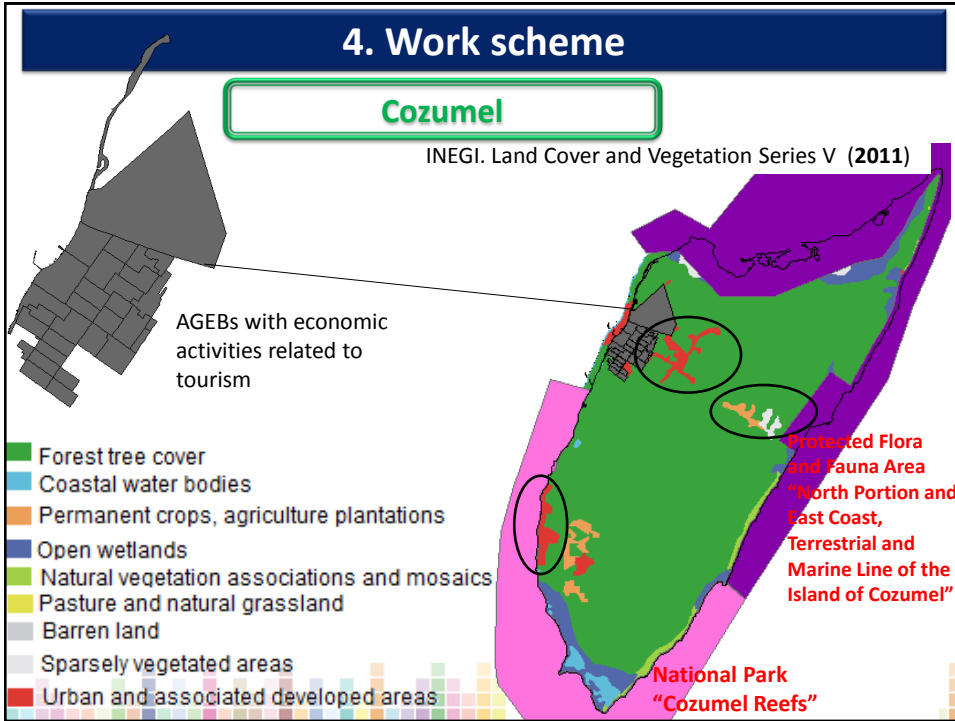 4. Work scheme
Cozumel
INEGI. Land Cover and Vegetation Series V (2011)
AGEBs with economic
activities related to
tourism
Forest tree cover
Coastal water bodies
Permanent crops, agriculture plantations
Open wetlands
Natural vegetation associations and mosaics
Pasture and natural grassland
Barren land
Sparsely vegetated areas
Urban and associated developed areas
Protected Flora
and Fauna Area
"North Portion and
East Coast,
Terrestrial and
Marine Line of the
Island of Cozumel"
National Park
"Cozumel Reefs"